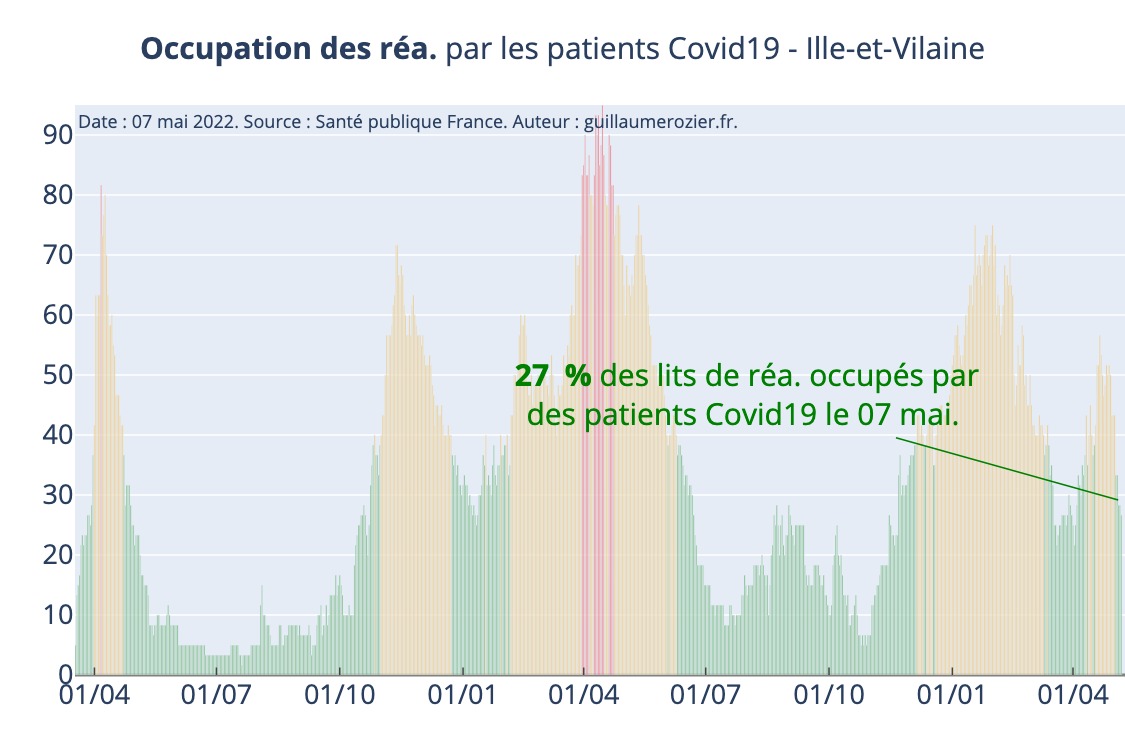 Occupation des réa. par les patients Covid19 - Ille-et-Vilaine
Date : 07 mai 2022. Source : Santé publique France. Auteur : guillaumerozier.fr.
90
80
70
60
50
40
30
20
10
0
27 % des lits de réa. occupés par
des patients Covid19 le 07 mai.
01/04 01/07 01/10 01/01 01/04 01/07 01/10 01/01 01/04